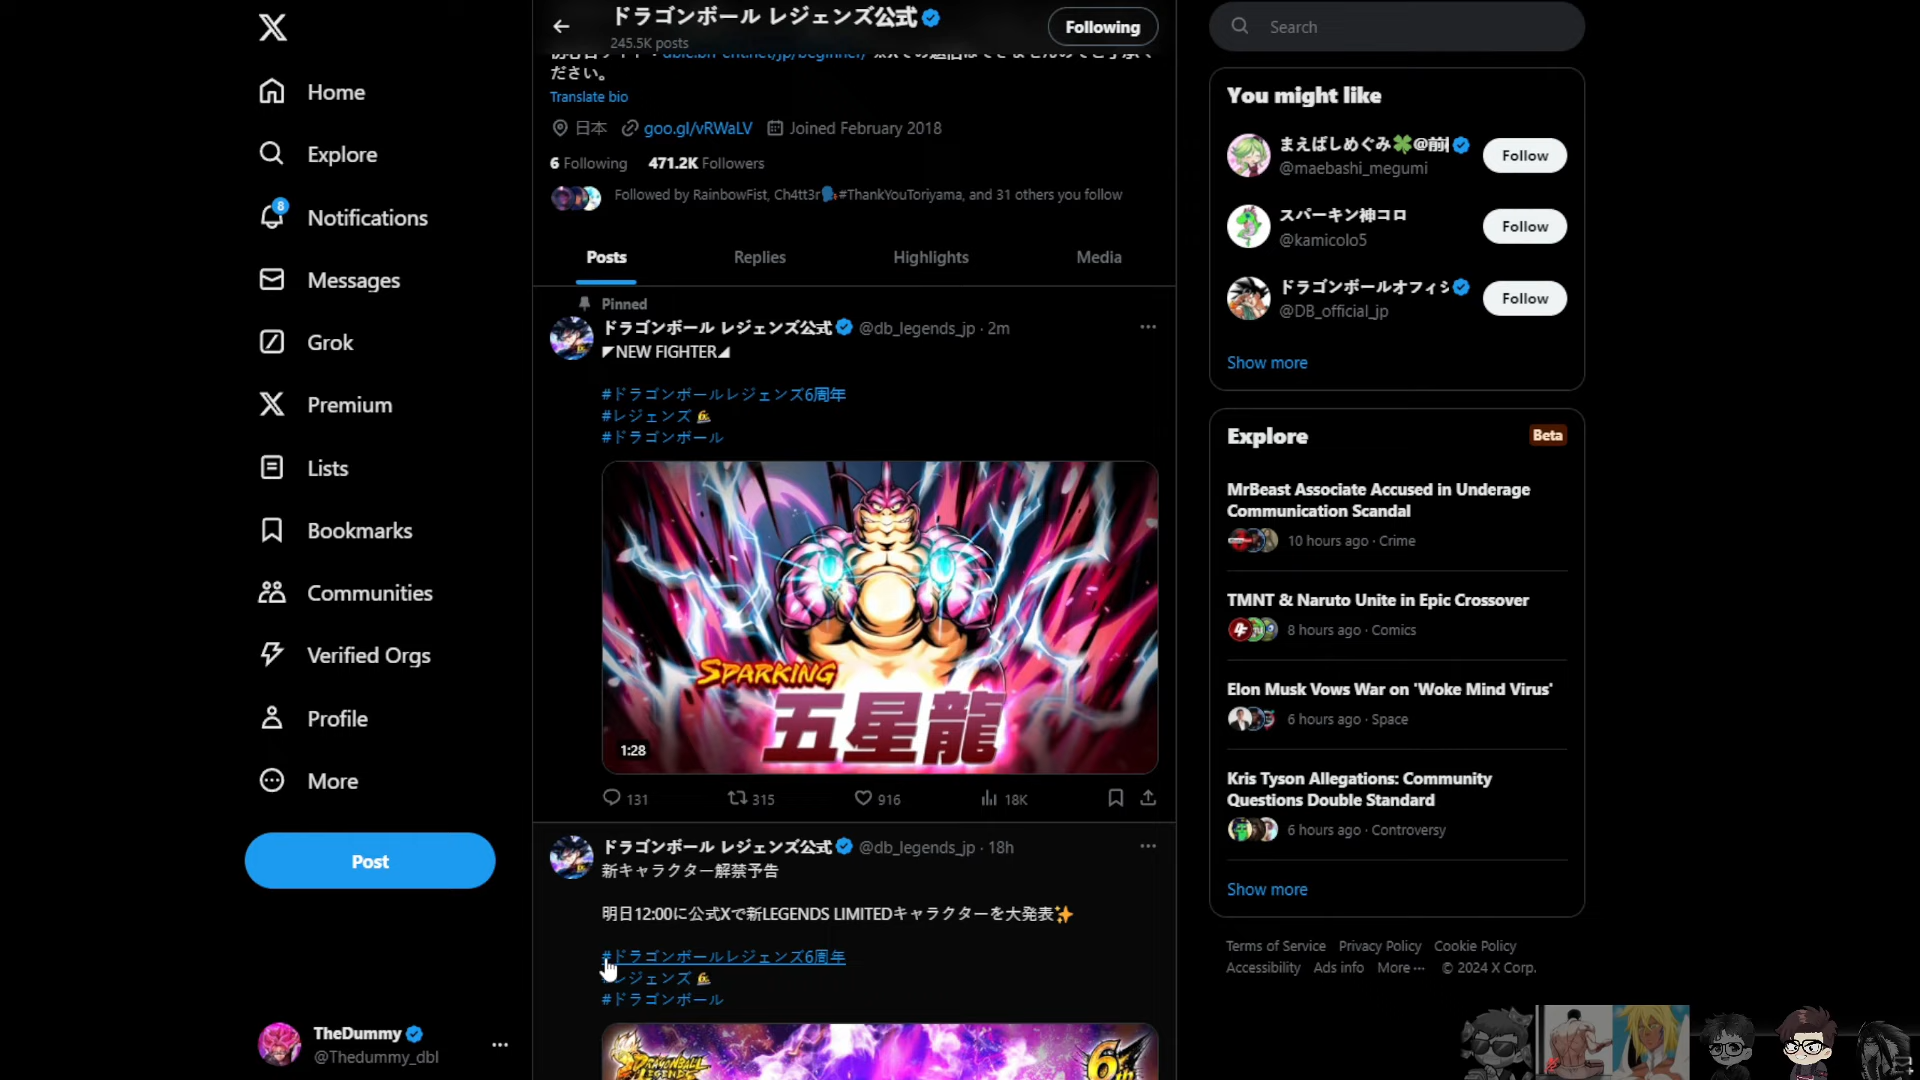 Home
Explore
8
Notifications
Messages
Grok
Premium
Lists
Bookmarks
Communities
Verified Orgs
Profile
More
Post
TheDummy
@Thedummy_dbl
ドラゴンボール レジェンズ公式
245.5K posts
Following
ださい。
Translate bio
日本 goo.gl/vRWaLV Joined February 2018
6 Following 471.2K Followers
Followed by RainbowFist, Ch4tt3r🗣️#ThankYouToriyama, and 31 others you follow
Posts Replies Highlights Media
Pinned
ドラゴンボール レジェンズ公式 @db_legends_jp · 2m
◤NEW FIGHTER◢
#ドラゴンボールレジェンズ6周年
#レジェンズ
#ドラゴンボール
SPARKING
五星龍
1:28
131 315 916 18K
ドラゴンボール レジェンズ公式 @db_legends_jp · 18h
新キャラクター解禁予告
明日12:00に公式Xで新LEGENDS LIMITEDキャラクターを大発表✨
#ドラゴンボールレジェンズ6周年
レジェンズ
#ドラゴンボール
DRAGONBALL
LEGENDS
6th
Search
You might like
まえばしめぐみ🍀@前
@maebashi_megumi
Follow
スパーキン神コロ
@kamicolo5
Follow
ドラゴンボールオフィシ
@DB_official_jp
Follow
Show more
Explore
Beta
MrBeast Associate Accused in Underage
Communication Scandal
10 hours ago · Crime
TMNT & Naruto Unite in Epic Crossover
8 hours ago · Comics
Elon Musk Vows War on 'Woke Mind Virus'
6 hours ago · Space
Kris Tyson Allegations: Community
Questions Double Standard
6 hours ago · Controversy
Show more
Terms of Service Privacy Policy Cookie Policy
Accessibility Ads info More ··· © 2024 X Corp.